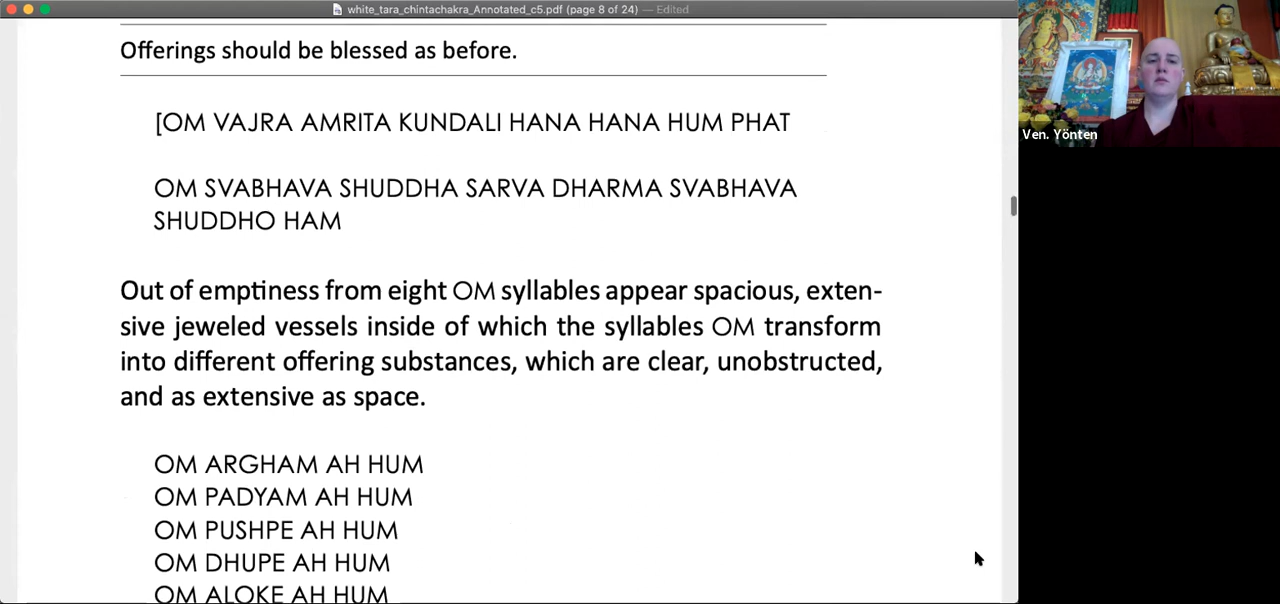 white_tara_chintachakra_Annotated_c5.pdf (page 8 of 24) — Edited
Offerings should be blessed as before.
[OM VAJRA AMRITA KUNDALI HANA HANA HUM PHAT
OM SVABHAVA SHUDDHA SARVA DHARMA SVABHAVA
SHUDDHO HAM
Out of emptiness from eight OM syllables appear spacious, exten-
sive jeweled vessels inside of which the syllables OM transform
into different offering substances, which are clear, unobstructed,
and as extensive as space.
OM ARGHAM AH HUM
OM PADYAM AH HUM
OM PUSHPE AH HUM
OM DHUPE AH HUM
OM ALOKE AH HUM
Ven. Yönten